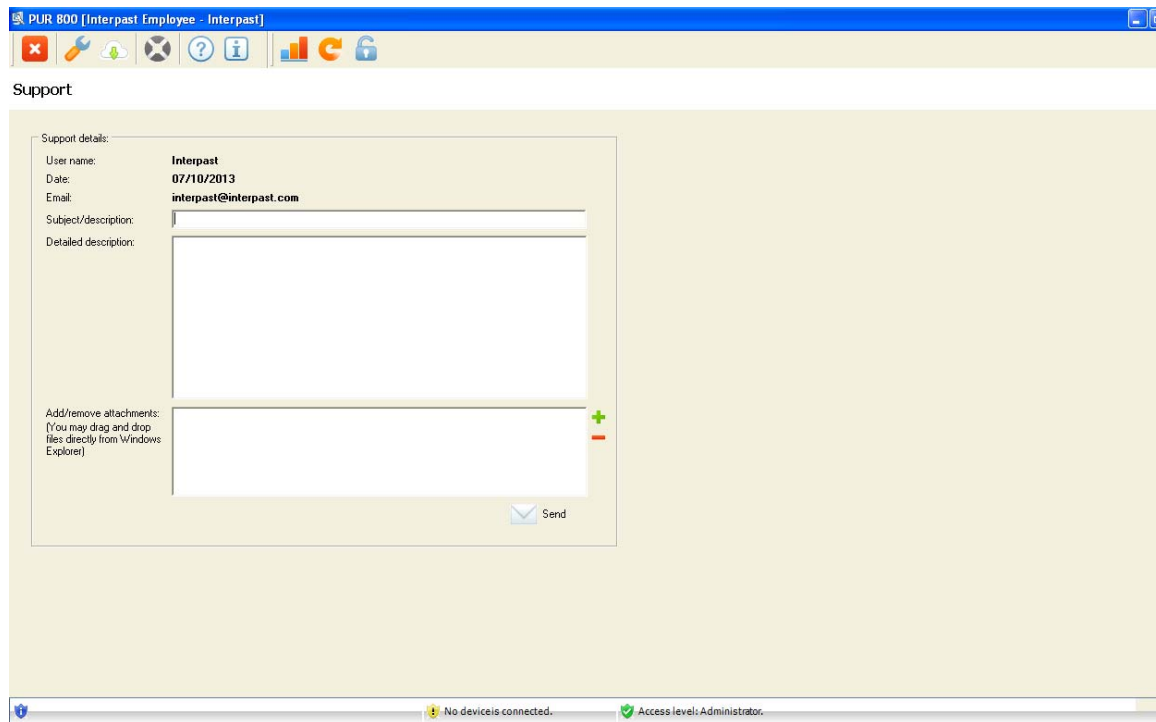 PUR 800 [Interpast Employee - Interpast]
Support
Support details:
User name: Interpast
Date: 07/10/2013
Email: interpast@interpast.com
Subject/description:
Detailed description:
Add/remove attachments:
(You may drag and drop
files directly from Windows
Explorer)
Send
No device is connected.
Access level: Administrator.